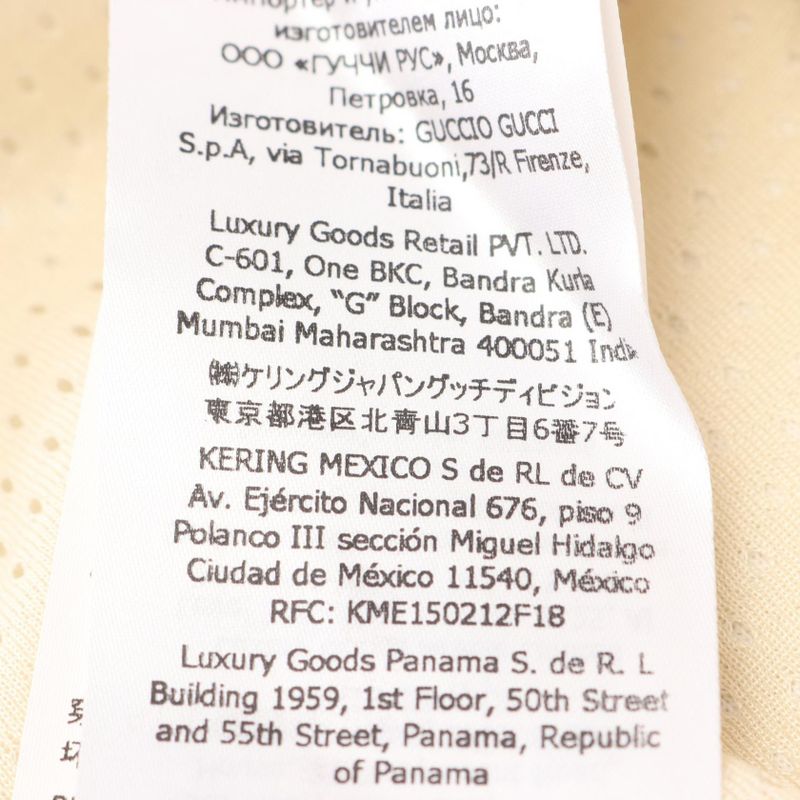 изготовителем лицо:
ООО «ГУЧЧИ РУС», Москва,
Петровка, 16
Изготовитель: GUCCIO GUCCI
S.p.A, via Tornabuoni,73/R Firenze,
Italia
Luxury Goods Retail PVT. LTD.
C-601, One BKC, Bandra Kurla
Complex, "G" Block, Bandra (E)
Mumbai Maharashtra 400051 India
㈱ケリングジャパングッチディビジョン
東京都港区北青山3丁目6番7号
KERING MEXICO S de RL de CV
Av. Ejército Nacional 676, piso 9
Polanco III sección Miguel Hidalgo
Ciudad de México 11540, México
RFC: KME150212F18
Luxury Goods Panama S. de R. L
Building 1959, 1st Floor, 50th Street
and 55th Street, Panama, Republic
of Panama